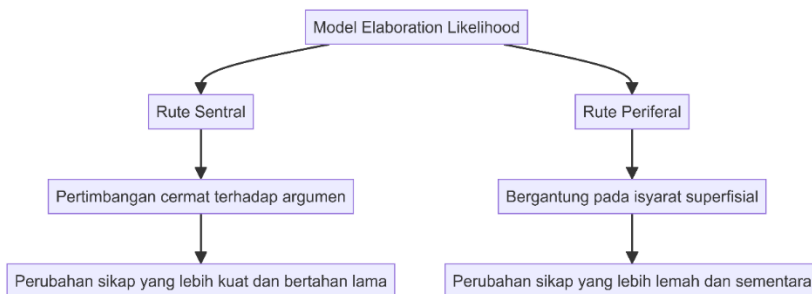 Model Elaboration Likelihood
Rute Sentral
Rute Periferal
Pertimbangan cermat terhadap argumen
Bergantung pada isyarat superfisial
Perubahan sikap yang lebih kuat dan bertahan lama
Perubahan sikap yang lebih lemah dan sementara